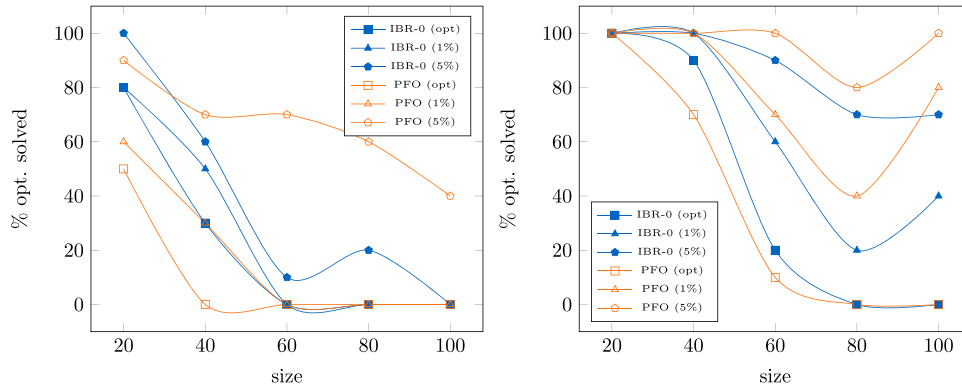 % opt. solved
100
80
60
40
20
0
IBR-0 (opt)
IBR-0 (1%)
IBR-0 (5%)
PFO (opt)
PFO (1%)
PFO (5%)
20 40 60 80 100
size
% opt. solved
100
80
60
40
20
0
IBR-0 (opt)
IBR-0 (1%)
IBR-0 (5%)
PFO (opt)
PFO (1%)
PFO (5%)
20 40 60 80 100
size